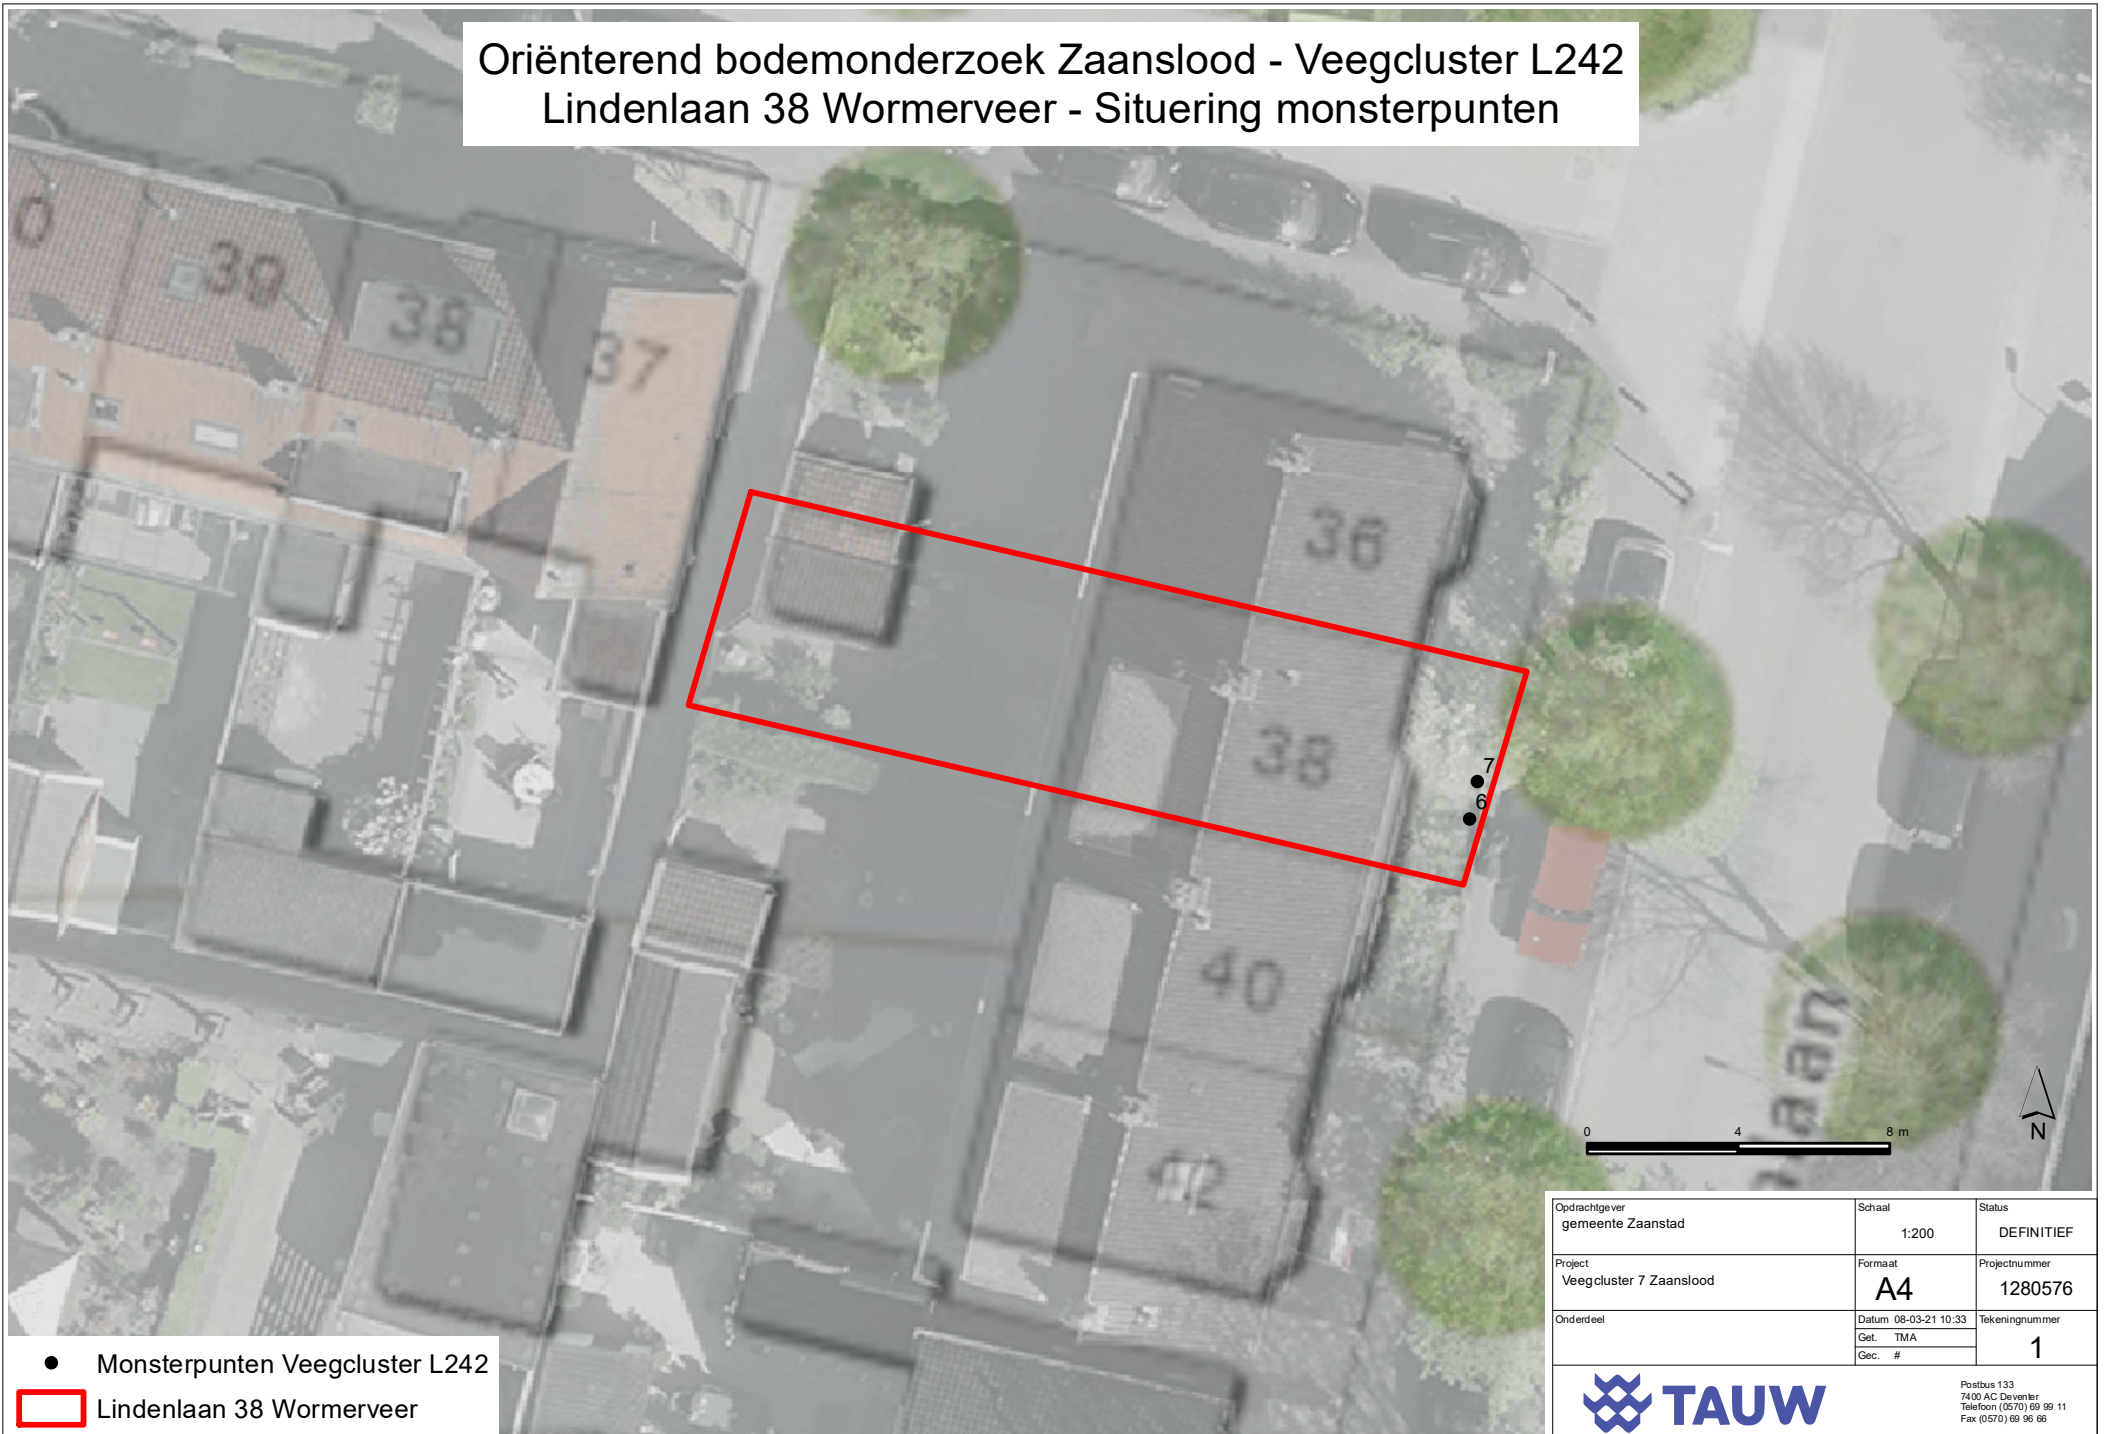 Oriënterend bodemonderzoek Zaanslood - Veegcluster L242
Lindenlaan 38 Wormerveer - Situering monsterpunten
39
38
37
36
38
7
6
40
42
laan
0 4 8 m
N
Opdrachtgever
gemeente Zaanstad
Schaal
1:200
Status
DEFINITIEF
Project
Veegcluster 7 Zaanslood
Formaat
A4
Projectnummer
1280576
Onderdeel
Datum 08-03-21 10:33
Get. TMA
Gec. #
Tekeningnummer
1
TAUW
Postbus 133
7400 AC Deventer
Telefoon (0570) 69 99 11
Fax (0570) 69 96 66
Monsterpunten Veegcluster L242
Lindenlaan 38 Wormerveer